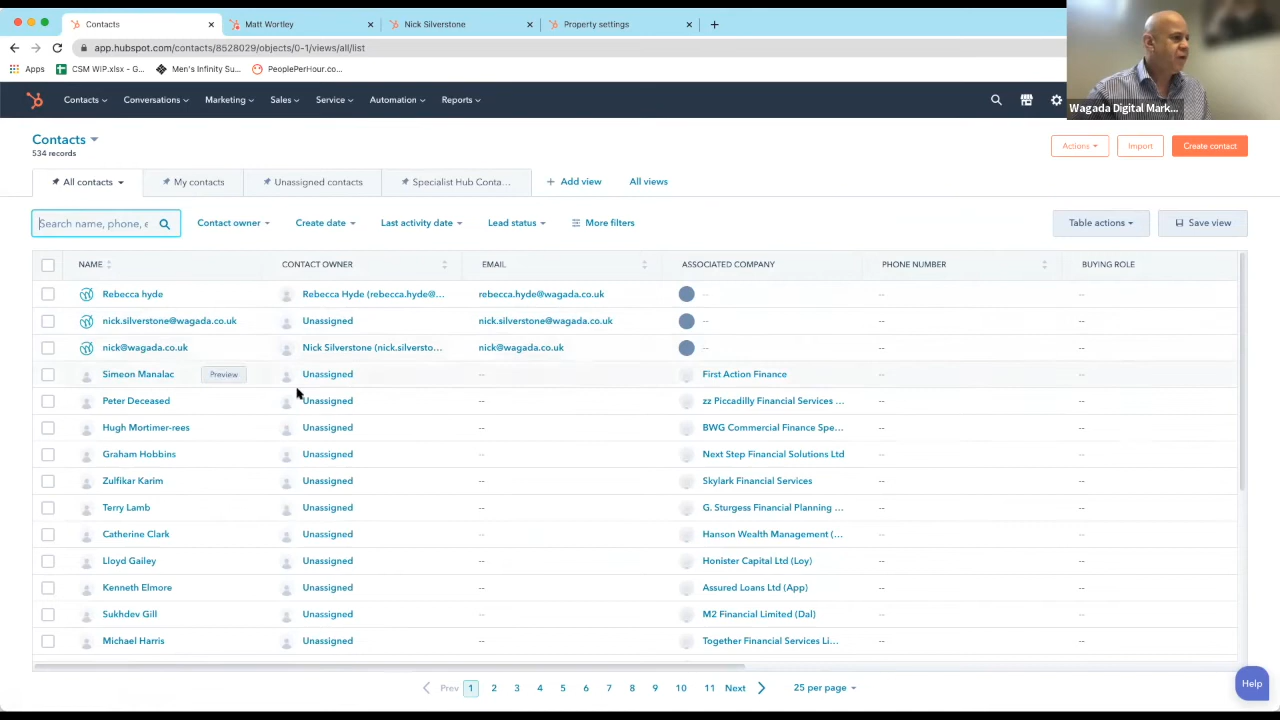 Contacts
Matt Wortley
Nick Silverstone
Property settings
app.hubspot.com/contacts/8528029/objects/0-1/views/all/list
Apps
CSM WIP.xlsx - G...
Men's Infinity Su...
PeoplePerHour.co...
Wagada Digital Mark...
Contacts
Conversations
Marketing
Sales
Service
Automation
Reports
Contacts
534 records
Actions
Import
Create contact
All contacts
My contacts
Unassigned contacts
Specialist Hub Conta...
+ Add view
All views
Search name, phone, e
Contact owner
Create date
Last activity date
Lead status
More filters
Table actions
Save view
NAME CONTACT OWNER EMAIL ASSOCIATED COMPANY PHONE NUMBER BUYING ROLE
Rebecca hyde Rebecca Hyde (rebecca.hyde@... rebecca.hyde@wagada.co.uk -- -- --
nick.silverstone@wagada.co.uk Unassigned nick.silverstone@wagada.co.uk -- -- --
nick@wagada.co.uk Nick Silverstone (nick.silversto... nick@wagada.co.uk -- -- --
Simeon Manalac Preview Unassigned -- First Action Finance -- --
Peter Deceased Unassigned -- zz Piccadilly Financial Services ... -- --
Hugh Mortimer-rees Unassigned -- BWG Commercial Finance Spe... -- --
Graham Hobbins Unassigned -- Next Step Financial Solutions Ltd -- --
Zulfikar Karim Unassigned -- Skylark Financial Services -- --
Terry Lamb Unassigned -- G. Sturgess Financial Planning ... -- --
Catherine Clark Unassigned -- Hanson Wealth Management (... -- --
Lloyd Gailey Unassigned -- Honister Capital Ltd (Loy) -- --
Kenneth Elmore Unassigned -- Assured Loans Ltd (App) -- --
Sukhdev Gill Unassigned -- M2 Financial Limited (Dal) -- --
Michael Harris Unassigned -- Together Financial Services Li... -- --
Prev 1 2 3 4 5 6 7 8 9 10 11 Next
25 per page
Help